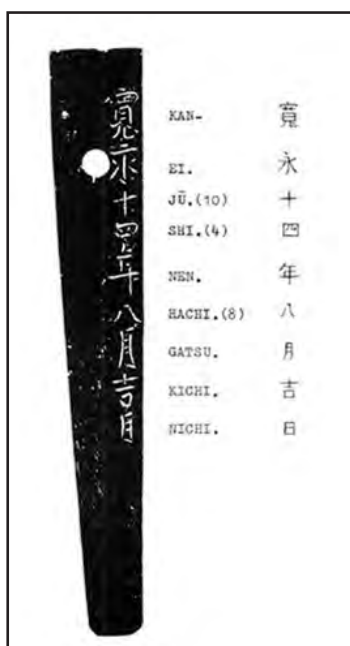 寛永十四年八月吉日
KAN- 寛
EI. 永
JŪ.(10) 十
SHI.(4) 四
NEN. 年
HACHI.(8) 八
GATSU. 月
KICHI. 吉
NICHI. 日